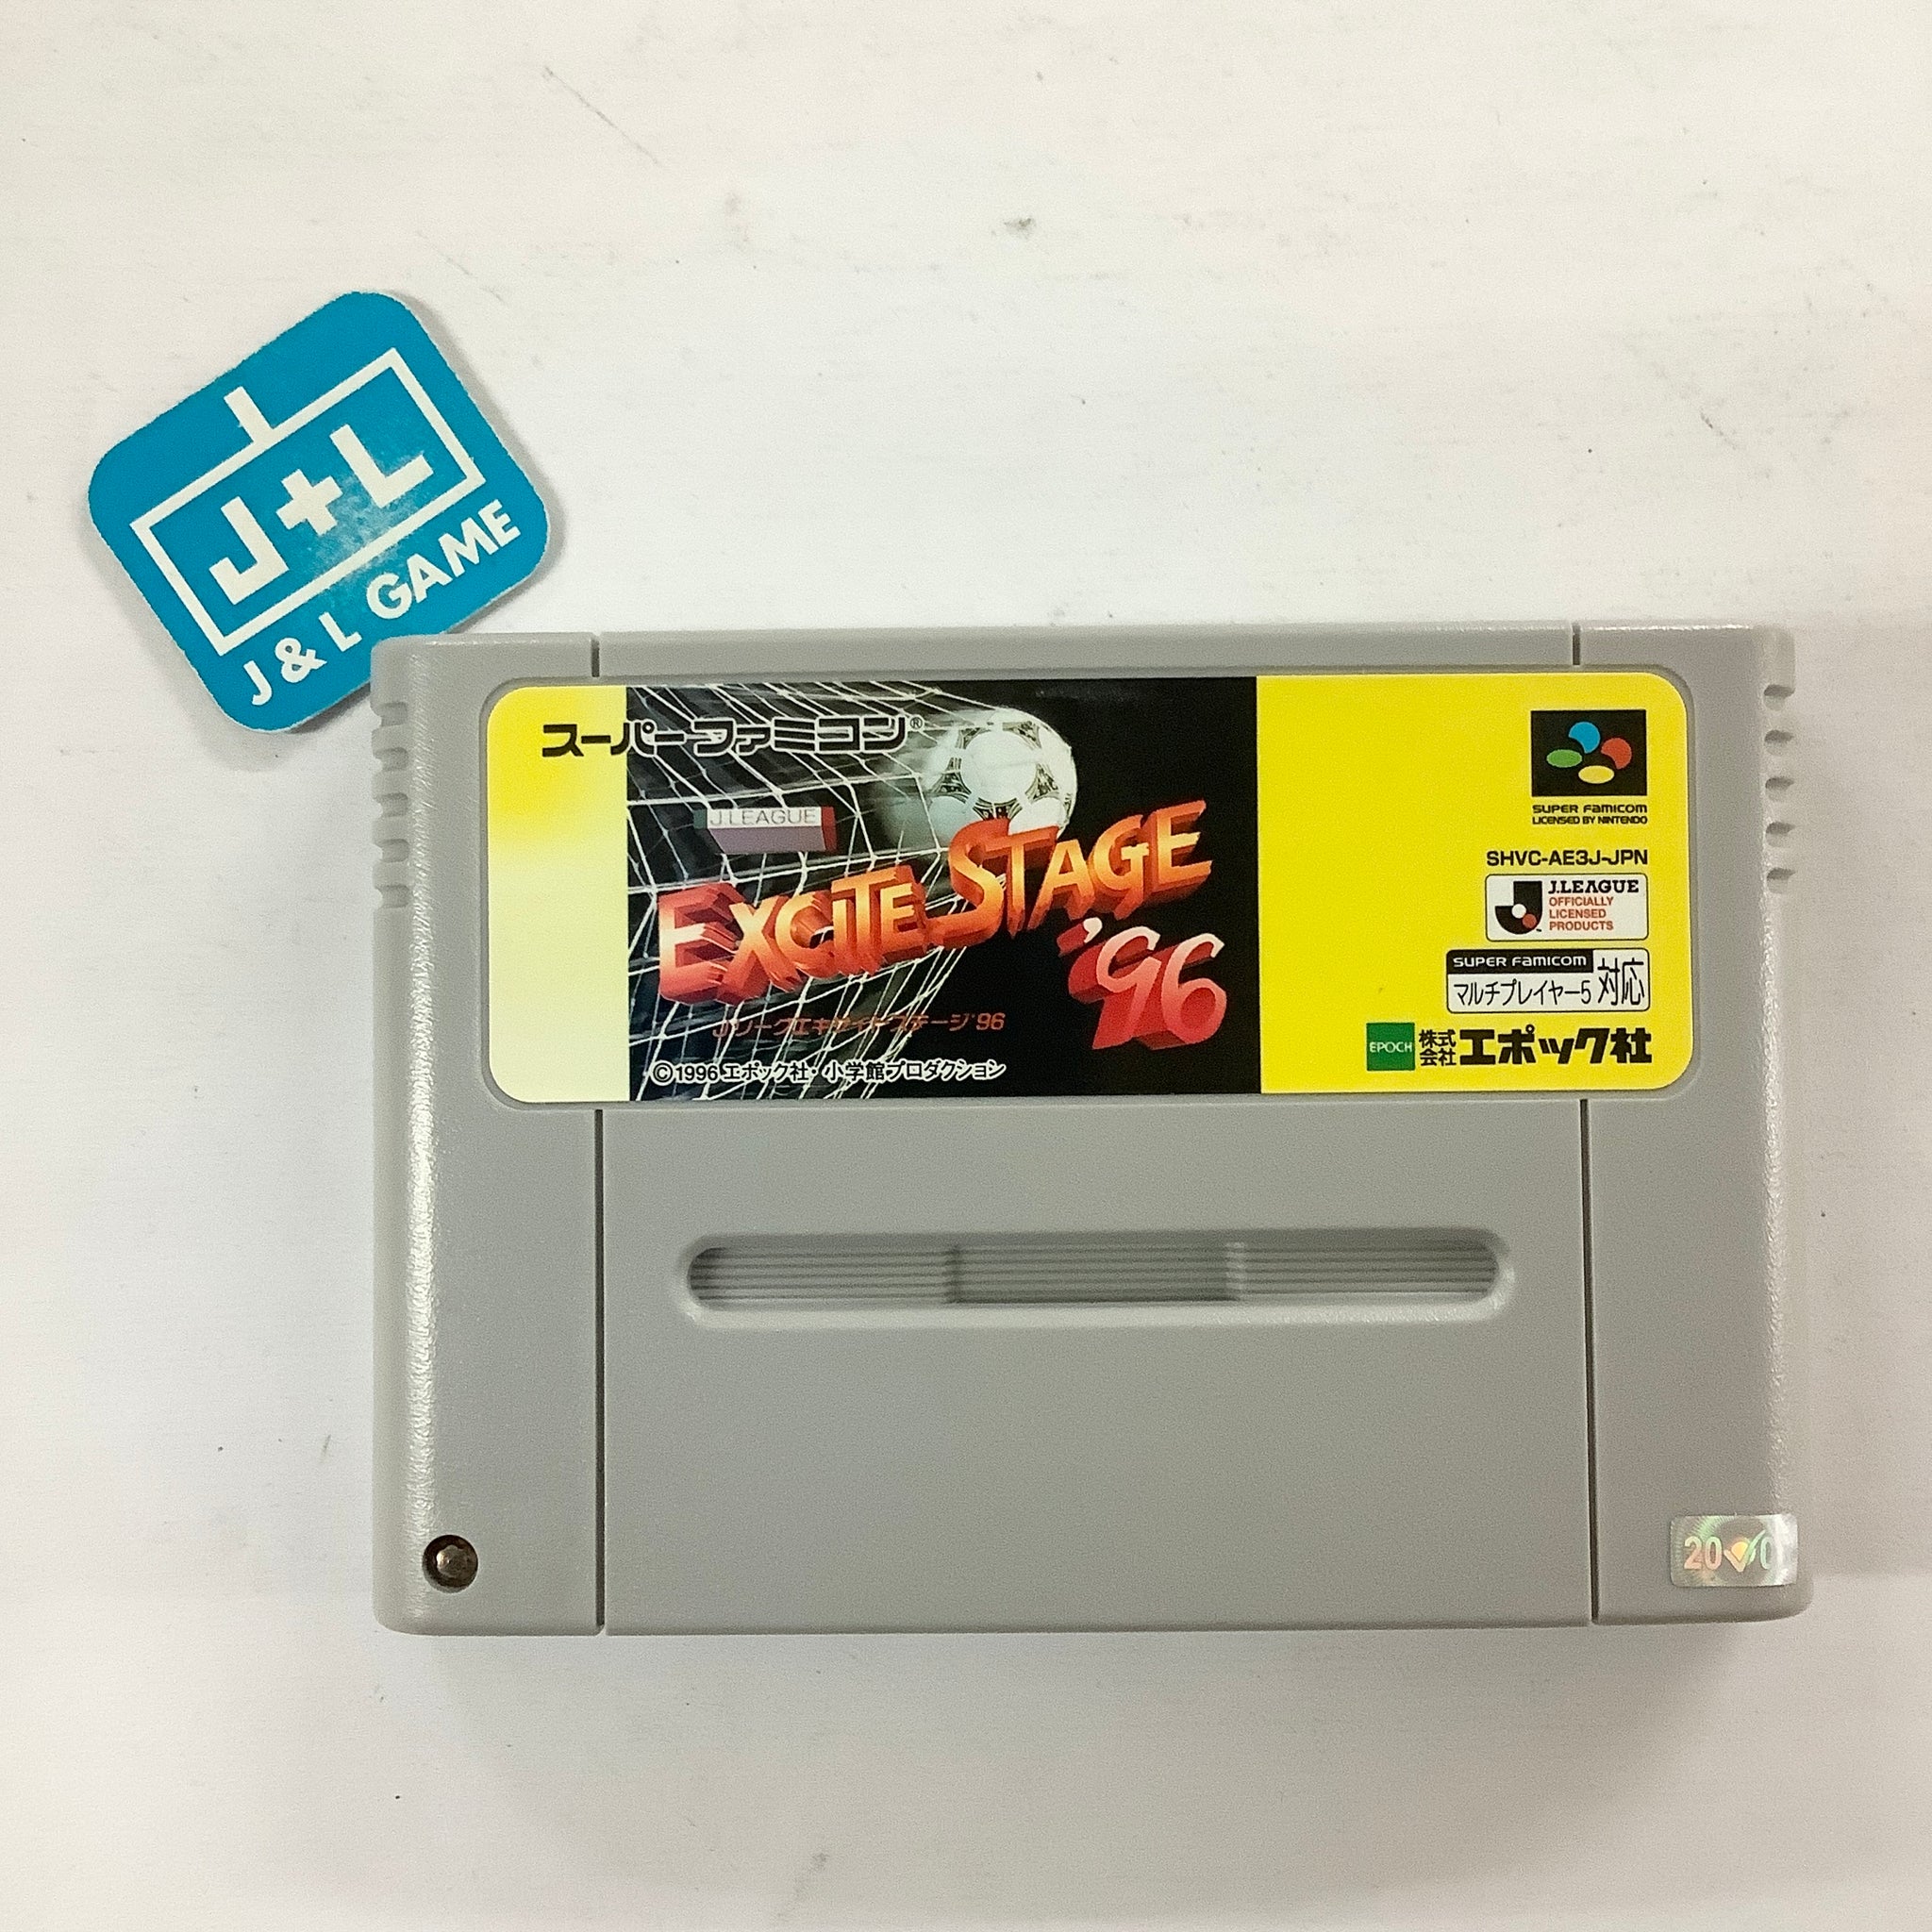 J+L
J & L GAME
スーパーファミコン®
J.LEAGUE
EXCITE STAGE
'96
Jリーグエキサイトステージ'96
©1996 エポック社・小学館プロダクション
SUPER FAMICOM
LICENSED BY NINTENDO
SHVC-AE3J-JPN
J.LEAGUE
OFFICIALLY
LICENSED
PRODUCTS
SUPER FAMICOM
マルチプレイヤー5 対応
EPOCH 株式会社 エポック社